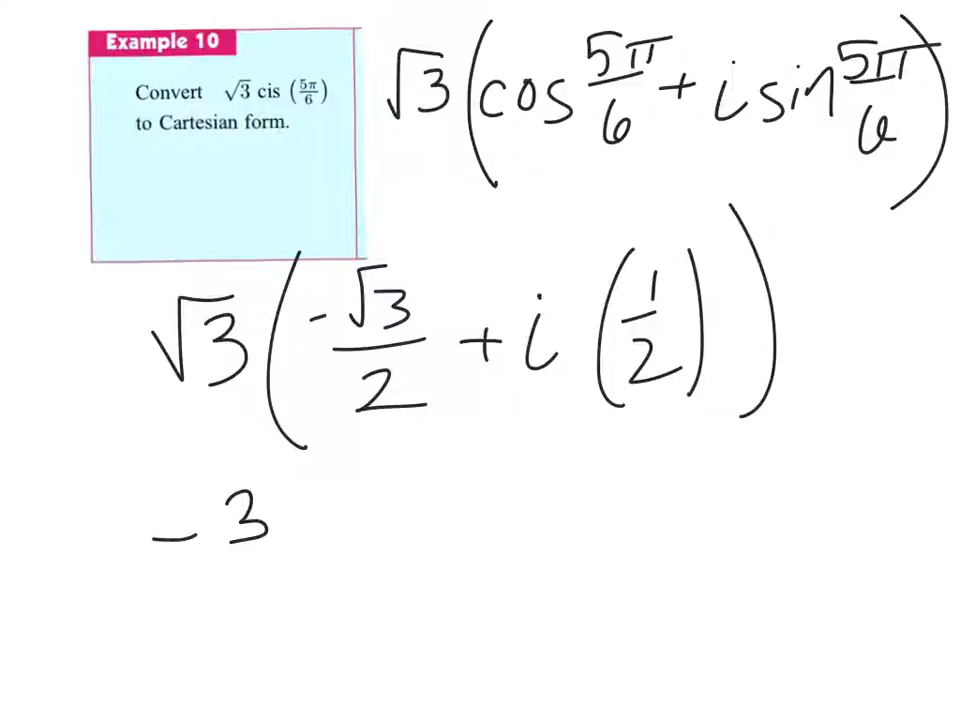 Example 10
Convert √3 cis (5π/6)
to Cartesian form.
√3 (cos 5π/6 + i sin 5π/6)
√3 (-√3/2 + i (1/2))
- 3